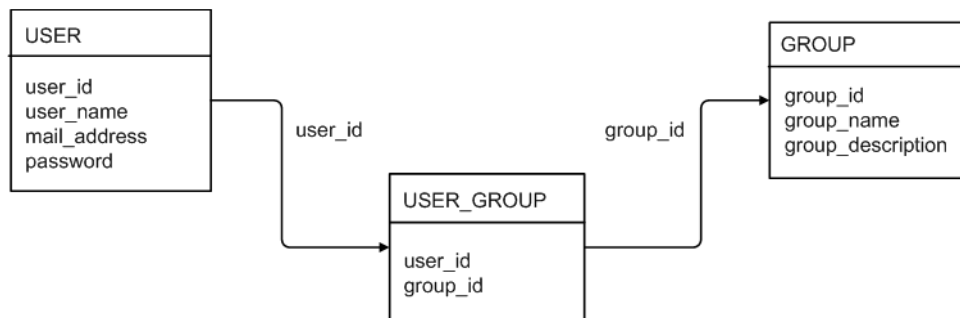 USER
user_id
user_name
mail_address
password
user_id
USER_GROUP
user_id
group_id
group_id
GROUP
group_id
group_name
group_description